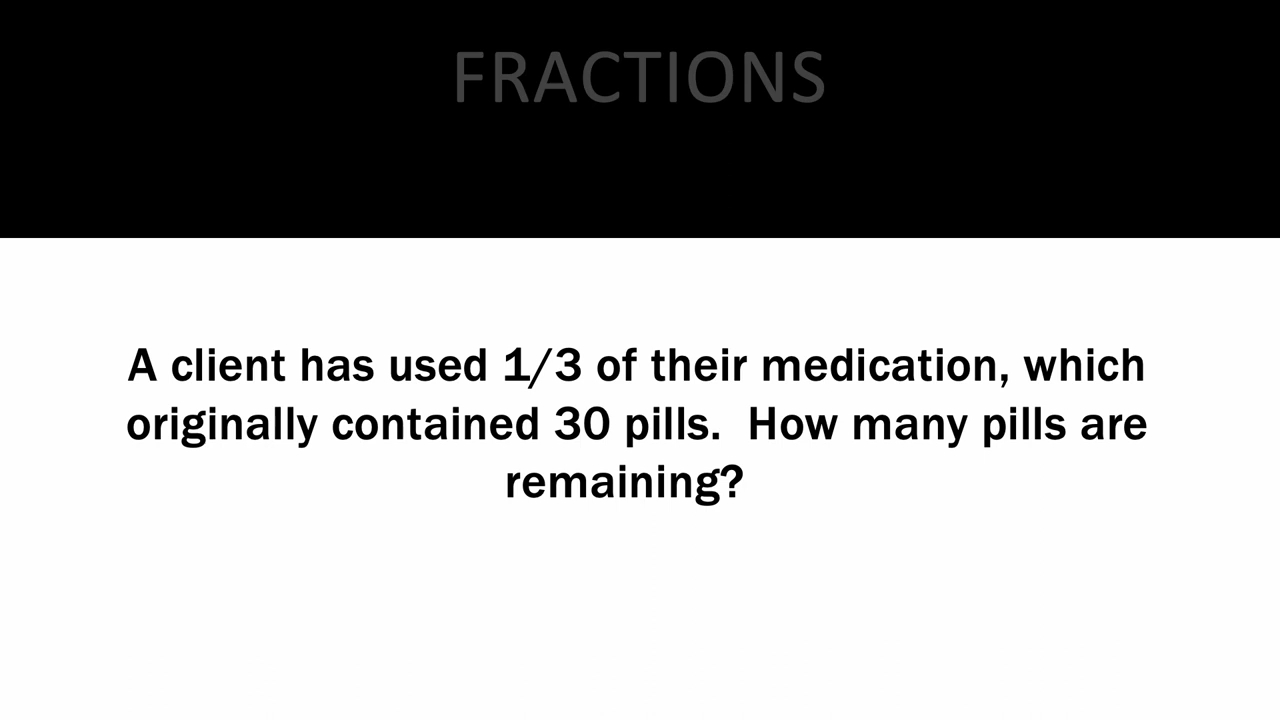 FRACTIONS
A client has used 1/3 of their medication, which
originally contained 30 pills.  How many pills are
remaining?